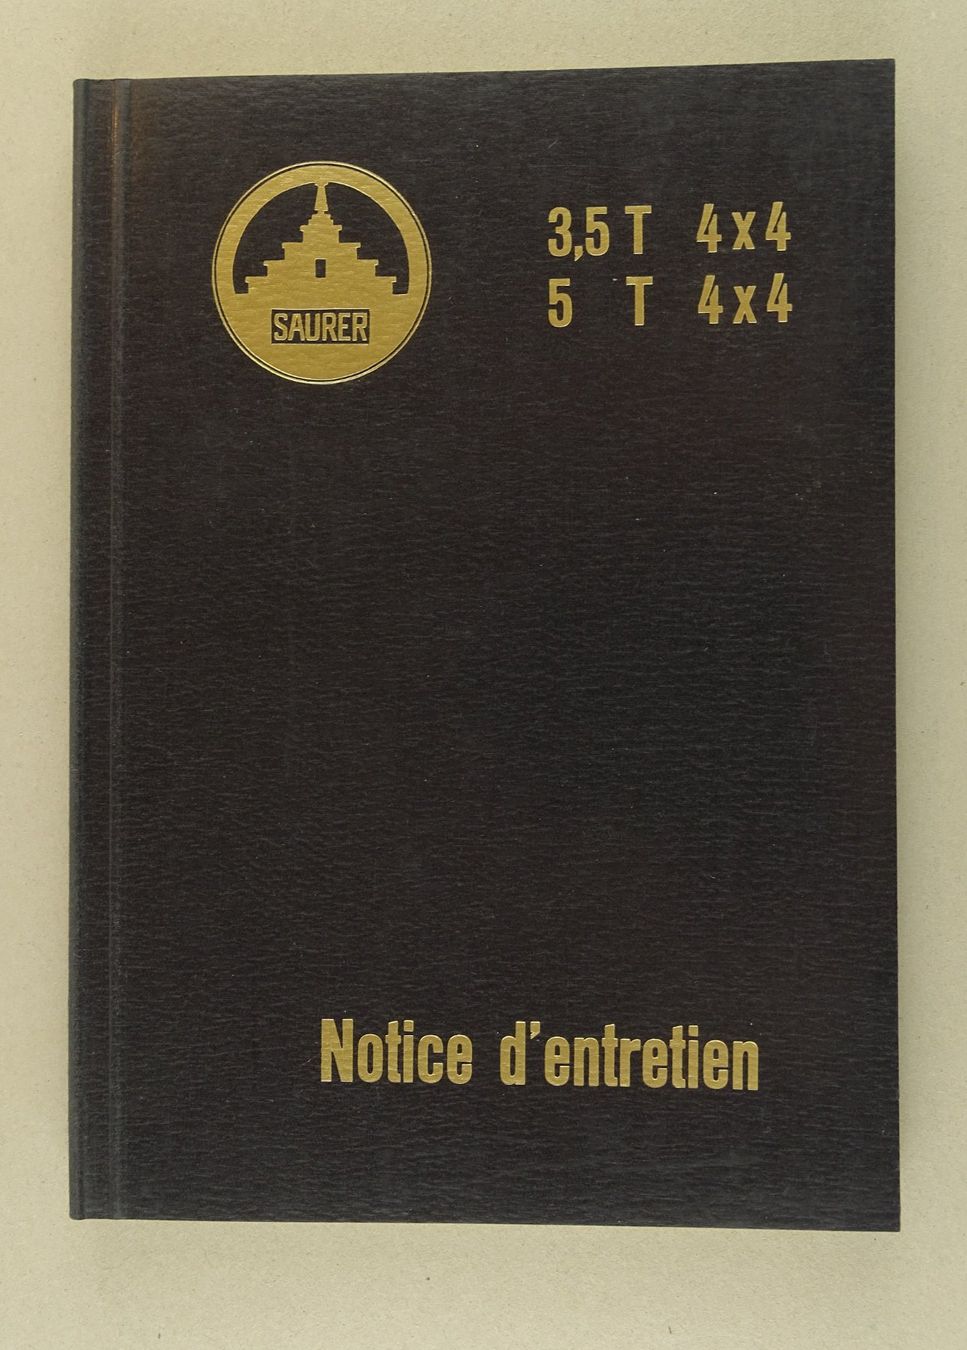 SAURER
3,5 T 4x4
5 T 4x4
Notice d'entretien